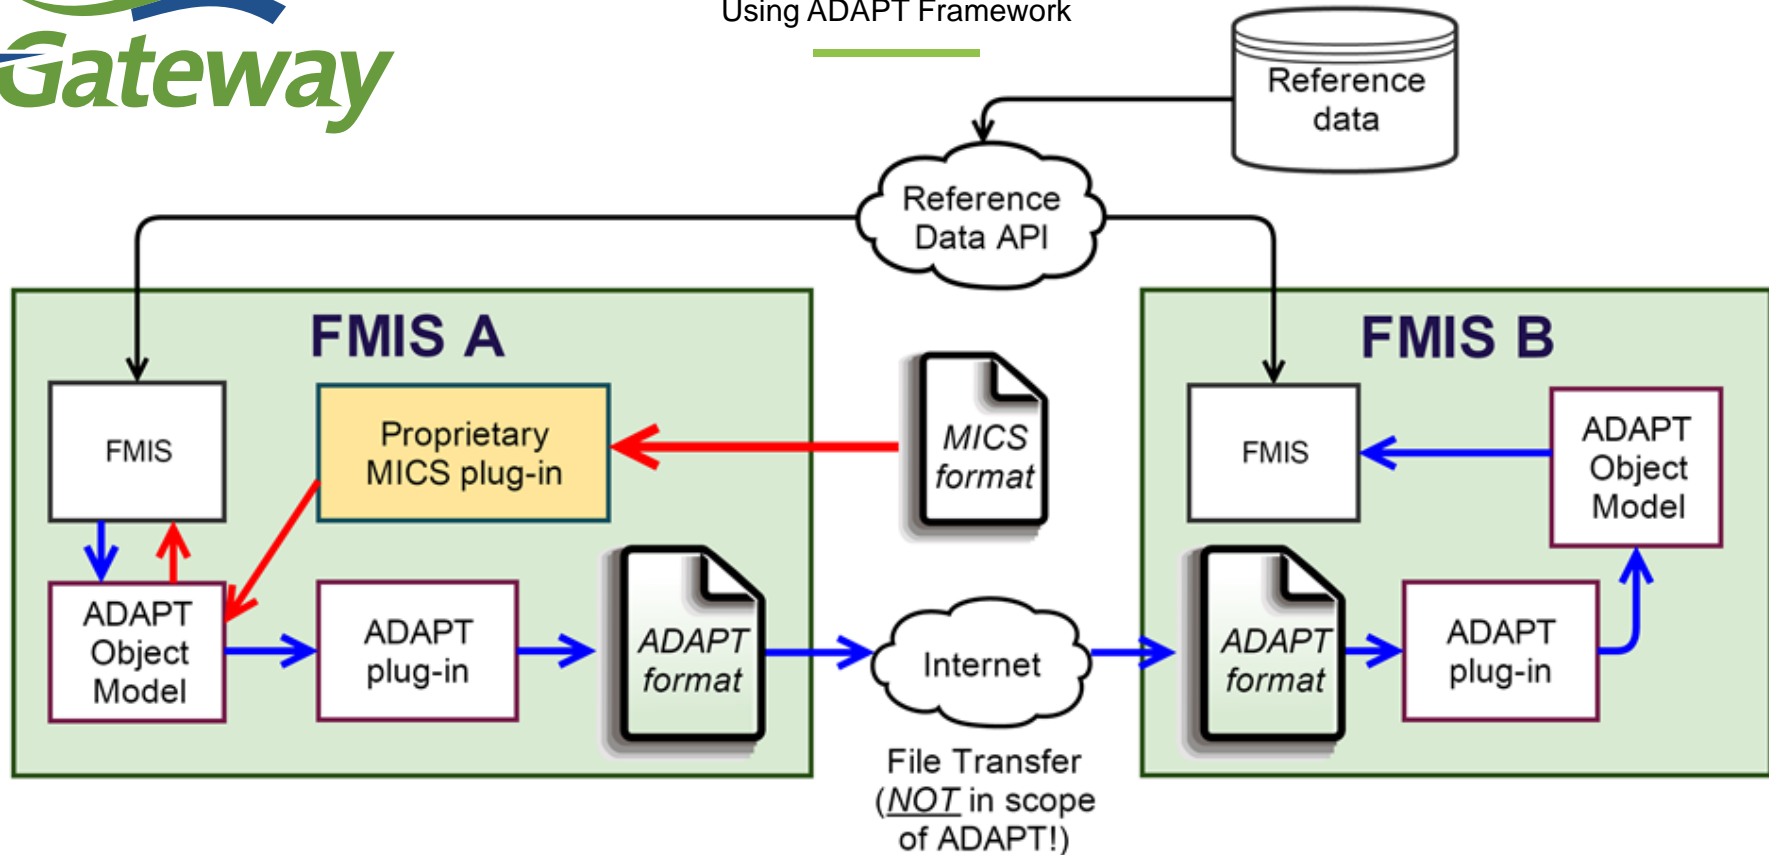 Using ADAPT Framework
Gateway
Reference
data
Reference
Data API
FMIS A
FMIS B
FMIS
Proprietary
MICS plug-in
MICS
format
FMIS
ADAPT
Object
Model
ADAPT
Object
Model
ADAPT
plug-in
ADAPT
format
Internet
ADAPT
format
ADAPT
plug-in
File Transfer
(NOT in scope
of ADAPT!)